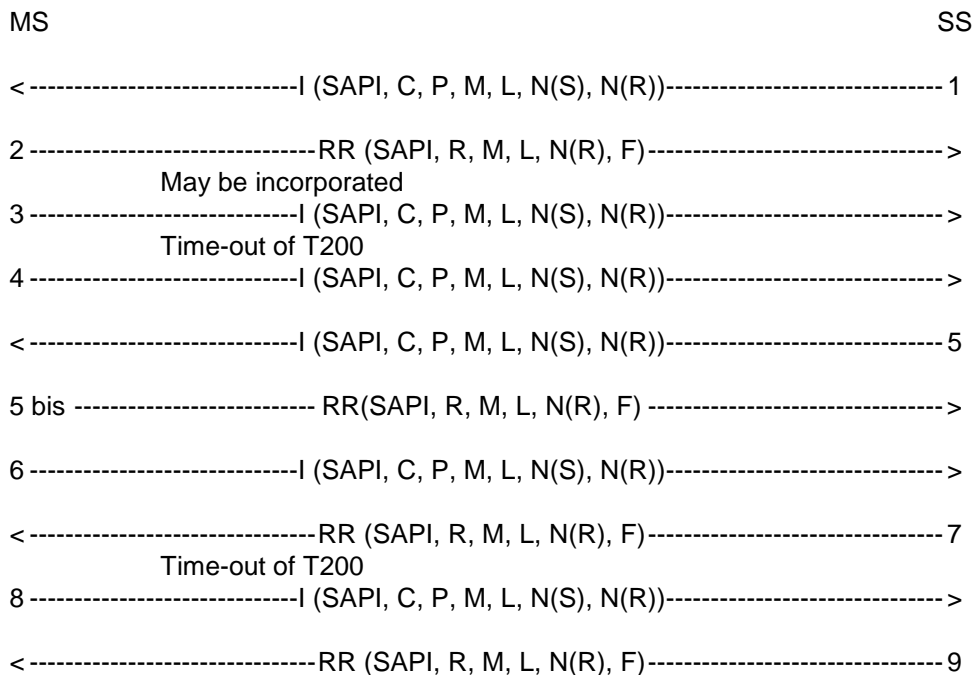 MS SS
< ------------------------------I (SAPI, C, P, M, L, N(S), N(R))------------------------------- 1
2 --------------------------------RR (SAPI, R, M, L, N(R), F)--------------------------------- >
May be incorporated
3 ------------------------------I (SAPI, C, P, M, L, N(S), N(R))------------------------------- >
Time-out of T200
4 ------------------------------I (SAPI, C, P, M, L, N(S), N(R))------------------------------- >
< ------------------------------I (SAPI, C, P, M, L, N(S), N(R))------------------------------- 5
5 bis --------------------------- RR(SAPI, R, M, L, N(R), F) --------------------------------- >
6 ------------------------------I (SAPI, C, P, M, L, N(S), N(R))------------------------------- >
< --------------------------------RR (SAPI, R, M, L, N(R), F)--------------------------------- 7
Time-out of T200
8 ------------------------------I (SAPI, C, P, M, L, N(S), N(R))------------------------------- >
< --------------------------------RR (SAPI, R, M, L, N(R), F)--------------------------------- 9